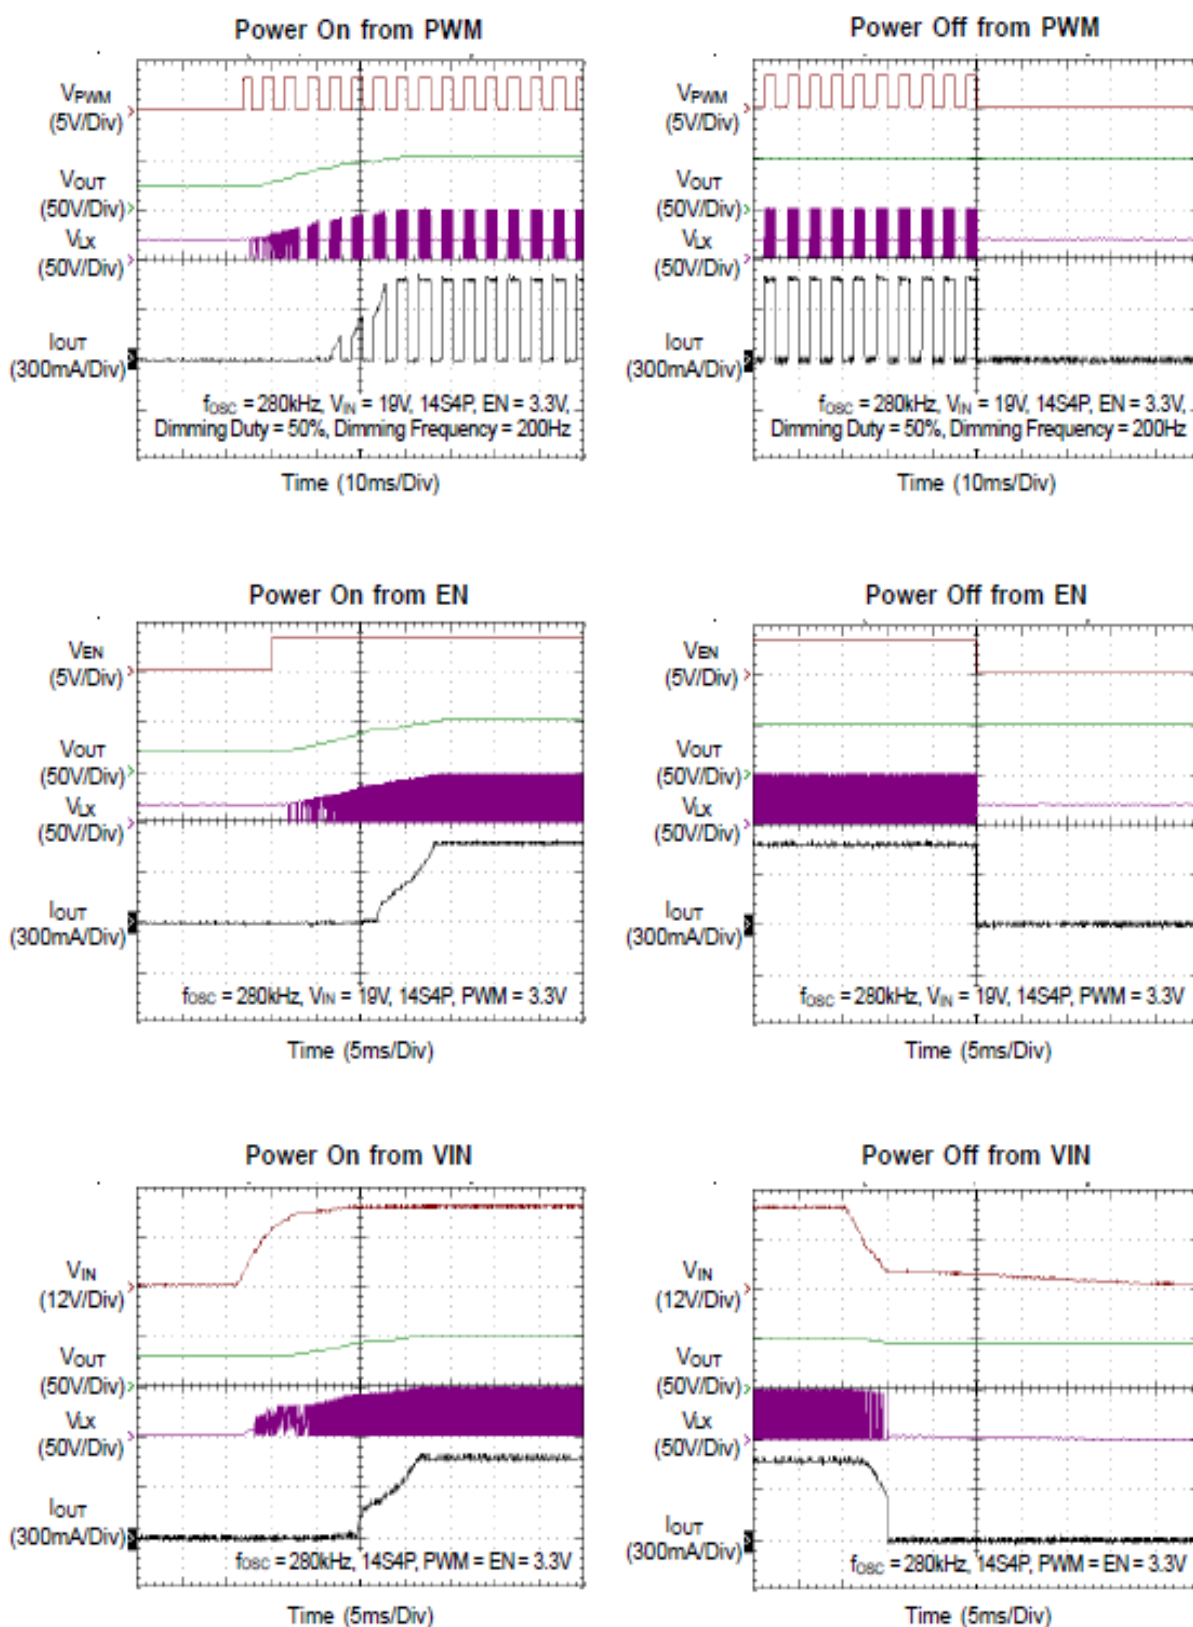 Power On from PWM
VPWM
(5V/Div)
VOUT
(50V/Div)
VLX
(50V/Div)
IOUT
(300mA/Div)
fOSC = 280kHz, VIN = 19V, 14S4P, EN = 3.3V,
Dimming Duty = 50%, Dimming Frequency = 200Hz
Time (10ms/Div)
Power Off from PWM
VPWM
(5V/Div)
VOUT
(50V/Div)
VLX
(50V/Div)
IOUT
(300mA/Div)
fOSC = 280kHz, VIN = 19V, 14S4P, EN = 3.3V,
Dimming Duty = 50%, Dimming Frequency = 200Hz
Time (10ms/Div)
Power On from EN
VEN
(5V/Div)
VOUT
(50V/Div)
VLX
(50V/Div)
IOUT
(300mA/Div)
fOSC = 280kHz, VIN = 19V, 14S4P, PWM = 3.3V
Time (5ms/Div)
Power Off from EN
VEN
(5V/Div)
VOUT
(50V/Div)
VLX
(50V/Div)
IOUT
(300mA/Div)
fOSC = 280kHz, VIN = 19V, 14S4P, PWM = 3.3V
Time (5ms/Div)
Power On from VIN
VIN
(12V/Div)
VOUT
(50V/Div)
VLX
(50V/Div)
IOUT
(300mA/Div)
fOSC = 280kHz, 14S4P, PWM = EN = 3.3V
Time (5ms/Div)
Power Off from VIN
VIN
(12V/Div)
VOUT
(50V/Div)
VLX
(50V/Div)
IOUT
(300mA/Div)
fOSC = 280kHz, 14S4P, PWM = EN = 3.3V
Time (5ms/Div)